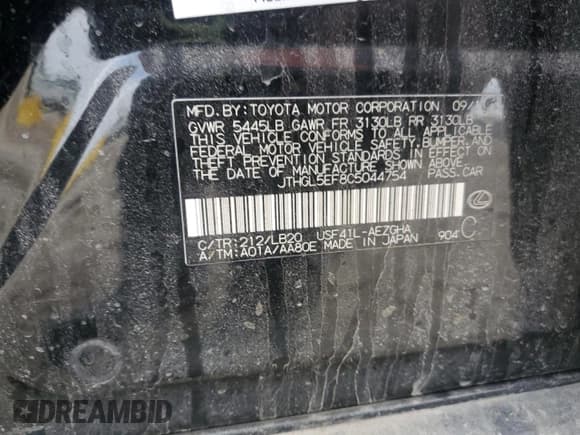 MFD. BY: TOYOTA MOTOR CORPORATION 09/
GVWR 5445LB GAWR FR 3130LB RR 3130LB
THIS VEHICLE CONFORMS TO ALL APPLICABLE
FEDERAL MOTOR VEHICLE SAFETY, BUMPER, AND
THEFT PREVENTION STANDARDS IN EFFECT ON
THE DATE OF MANUFACTURE SHOWN ABOVE.
JTHGL5EF8C5044754 PASS. CAR
C/TR: 212/LB20 USF41L-AEZGHA
A/TM: A01A/AA80E MADE IN JAPAN 904 C
DREAMBID